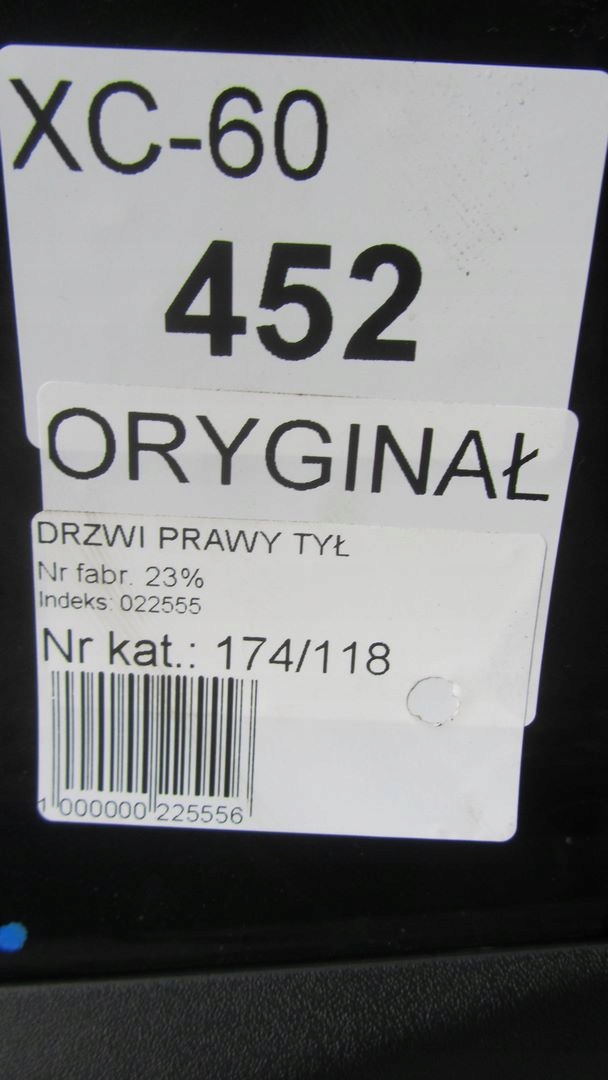 XC-60
452
ORYGINAŁ
DRZWI PRAWY TYŁ
Nr fabr. 23%
Indeks: 022555
Nr kat.: 174/118
1 000000 225556